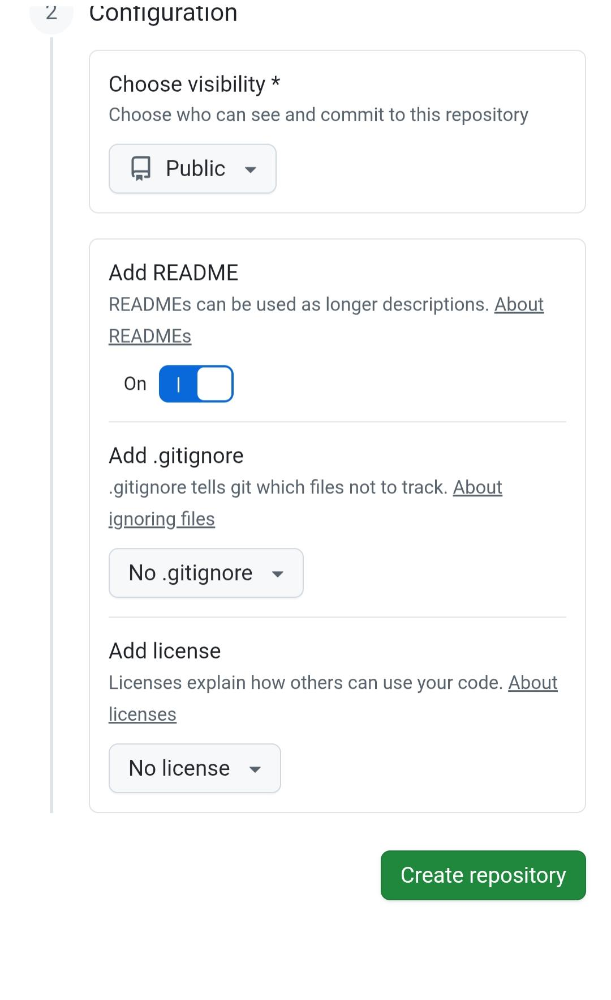 2 Configuration
Choose visibility *
Choose who can see and commit to this repository
Public
Add README
READMEs can be used as longer descriptions. About
READMEs
On
Add .gitignore
.gitignore tells git which files not to track. About
ignoring files
No .gitignore
Add license
Licenses explain how others can use your code. About
licenses
No license
Create repository